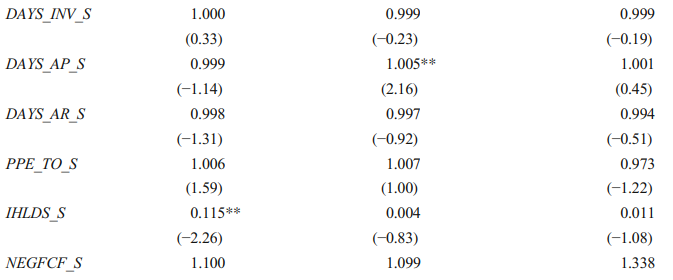 DAYS_INV_S 1.000 0.999 0.999
(0.33) (−0.23) (−0.19)
DAYS_AP_S 0.999 1.005** 1.001
(−1.14) (2.16) (0.45)
DAYS_AR_S 0.998 0.997 0.994
(−1.31) (−0.92) (−0.51)
PPE_TO_S 1.006 1.007 0.973
(1.59) (1.00) (−1.22)
IHLDS_S 0.115** 0.004 0.011
(−2.26) (−0.83) (−1.08)
NEGFCF_S 1.100 1.099 1.338